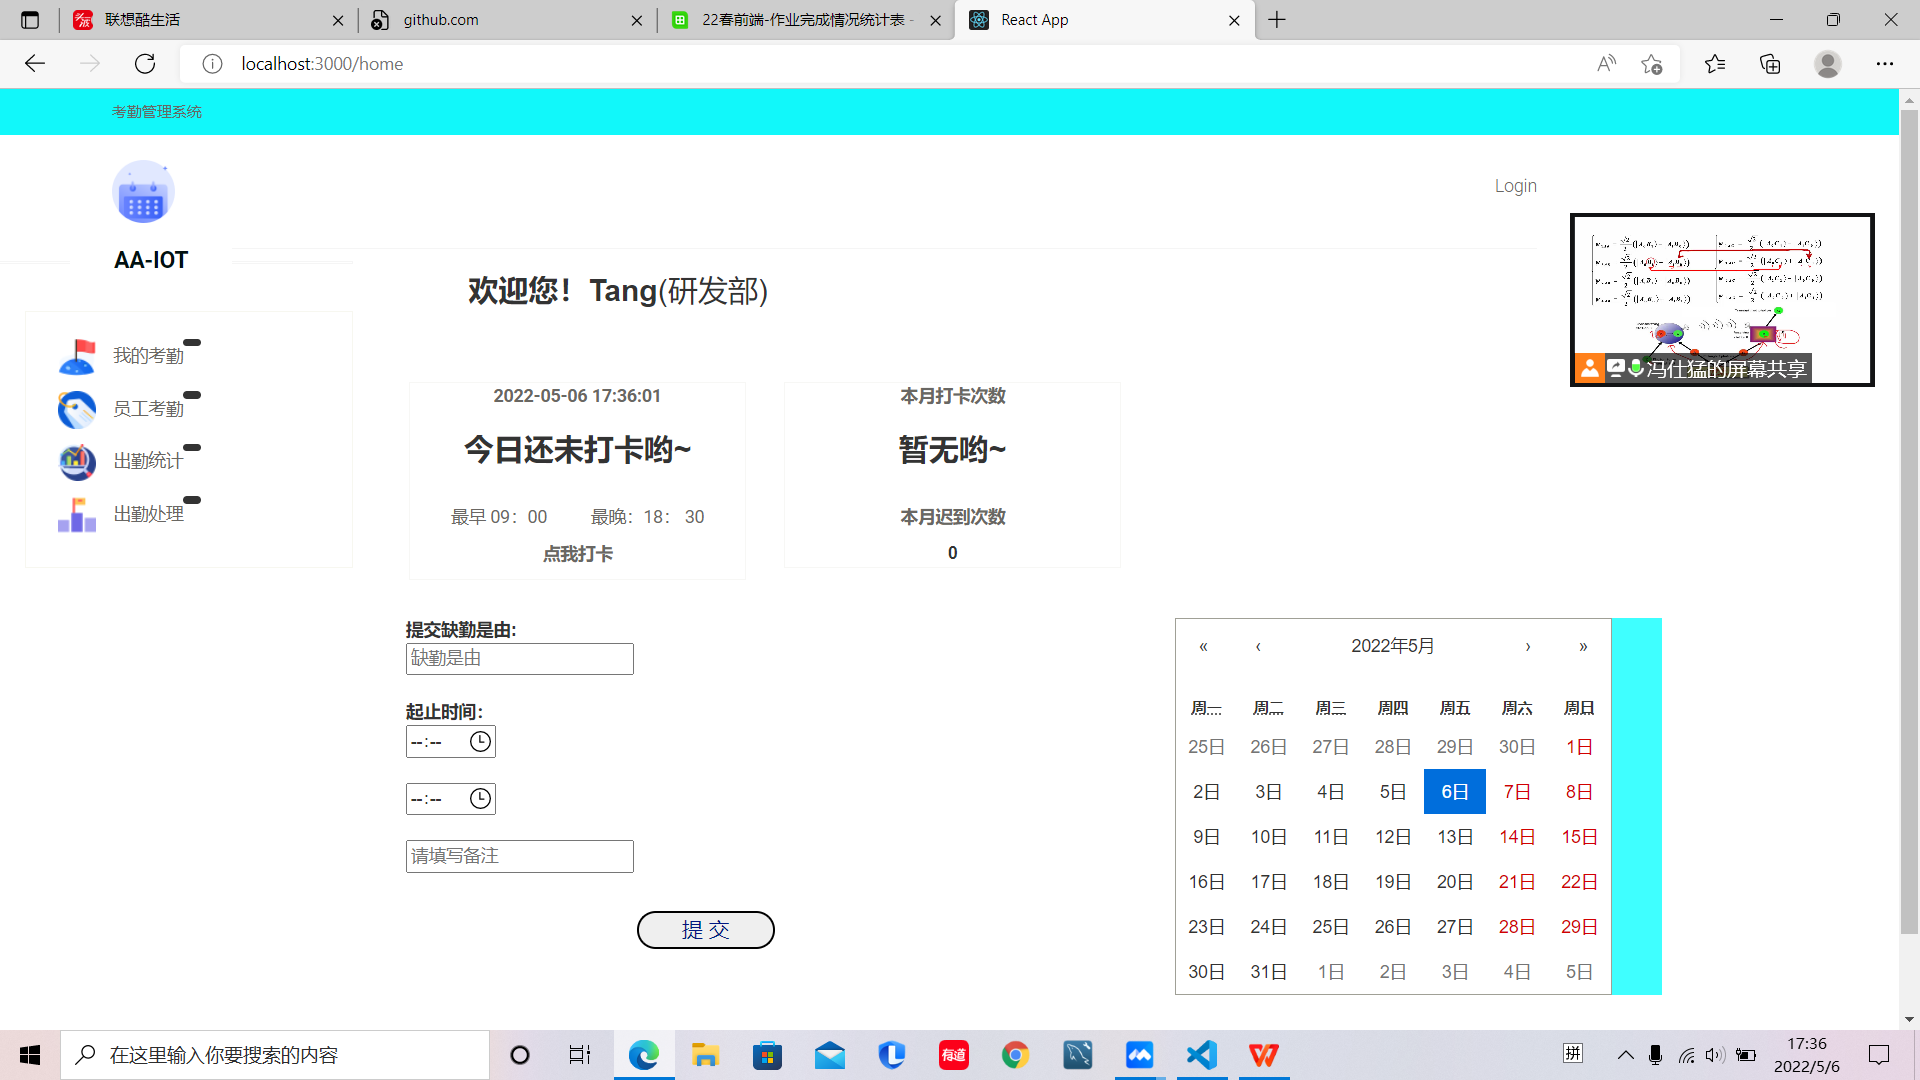 联想酷生活
github.com
22春前端-作业完成情况统计表 -
React App
localhost:3000/home
考勤管理系统
Login
AA-IOT
欢迎您！Tang(研发部)
冯仕猛的屏幕共享
我的考勤
员工考勤
出勤统计
出勤处理
2022-05-06 17:36:01
今日还未打卡哟~
最早 09：00 最晚：18： 30
点我打卡
本月打卡次数
暂无哟~
本月迟到次数
0
提交缺勤是由:
缺勤是由
起止时间:
--:--
--:--
请填写备注
提 交
« ‹ 2022年5月 › »
周一 周二 周三 周四 周五 周六 周日
25日 26日 27日 28日 29日 30日 1日
2日 3日 4日 5日 6日 7日 8日
9日 10日 11日 12日 13日 14日 15日
16日 17日 18日 19日 20日 21日 22日
23日 24日 25日 26日 27日 28日 29日
30日 31日 1日 2日 3日 4日 5日
在这里输入你要搜索的内容
有道
拼
17:36
2022/5/6